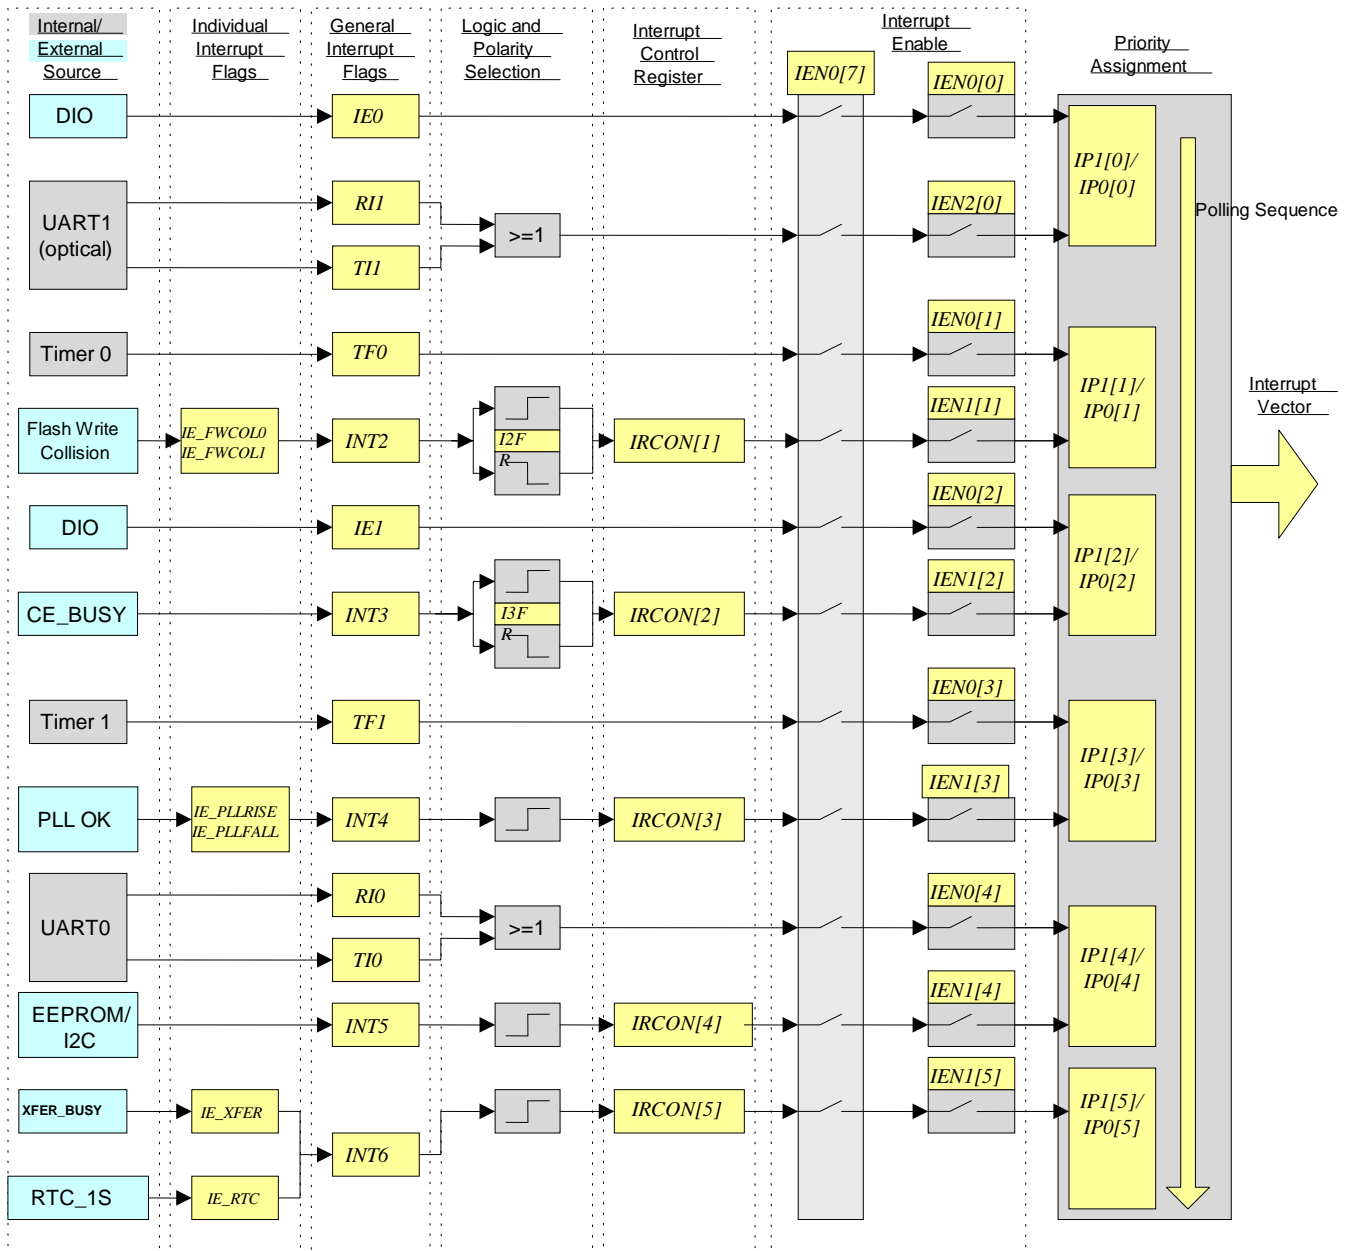 Internal/
External
Source
Individual
Interrupt
Flags
General
Interrupt
Flags
Logic and
Polarity
Selection
Interrupt
Control
Register
Interrupt
Enable
Priority
Assignment
IEN0[7]
IEN0[0]
DIO
IE0
IP1[0]/
IP0[0]
UART1
(optical)
RI1
TI1
>=1
IEN2[0]
Polling Sequence
IEN0[1]
Timer 0
TF0
IP1[1]/
IP0[1]
Interrupt
Vector
IEN1[1]
Flash Write
Collision
IE_FWCOL0
IE_FWCOL1
INT2
I2F
R
IRCON[1]
IEN0[2]
DIO
IE1
IP1[2]/
IP0[2]
IEN1[2]
CE_BUSY
INT3
I3F
R
IRCON[2]
IEN0[3]
Timer 1
TF1
IP1[3]/
IP0[3]
IEN1[3]
PLL OK
IE_PLLRISE
IE_PLLFALL
INT4
IRCON[3]
IEN0[4]
UART0
RI0
TI0
>=1
IP1[4]/
IP0[4]
IEN1[4]
EEPROM/
I2C
INT5
IRCON[4]
IEN1[5]
XFER_BUSY
IE_XFER
IRCON[5]
IP1[5]/
IP0[5]
INT6
RTC_1S
IE_RTC